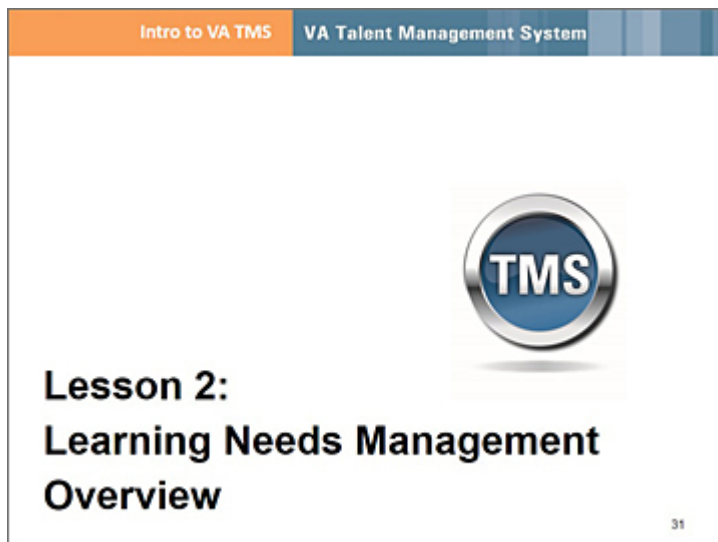 Intro to VA TMS VA Talent Management System
TMS
Lesson 2:
Learning Needs Management
Overview
31